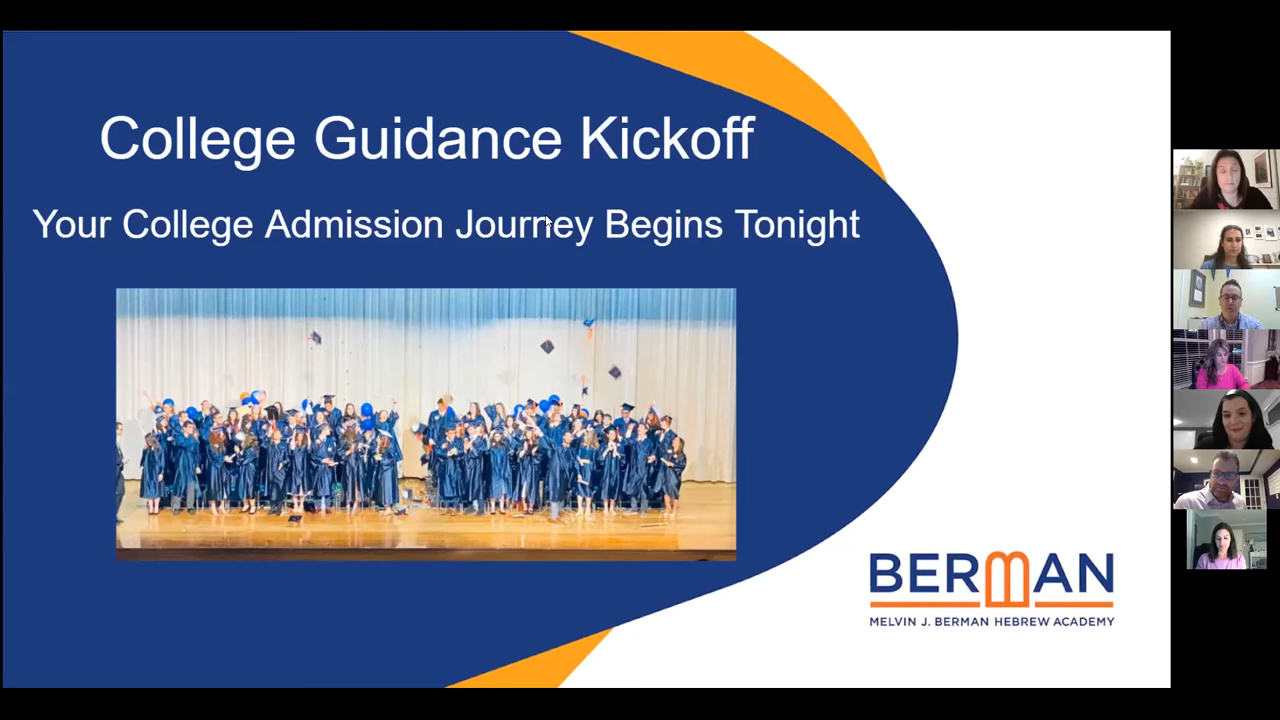 College Guidance Kickoff
Your College Admission Journey Begins Tonight
BERMAN
MELVIN J. BERMAN HEBREW ACADEMY